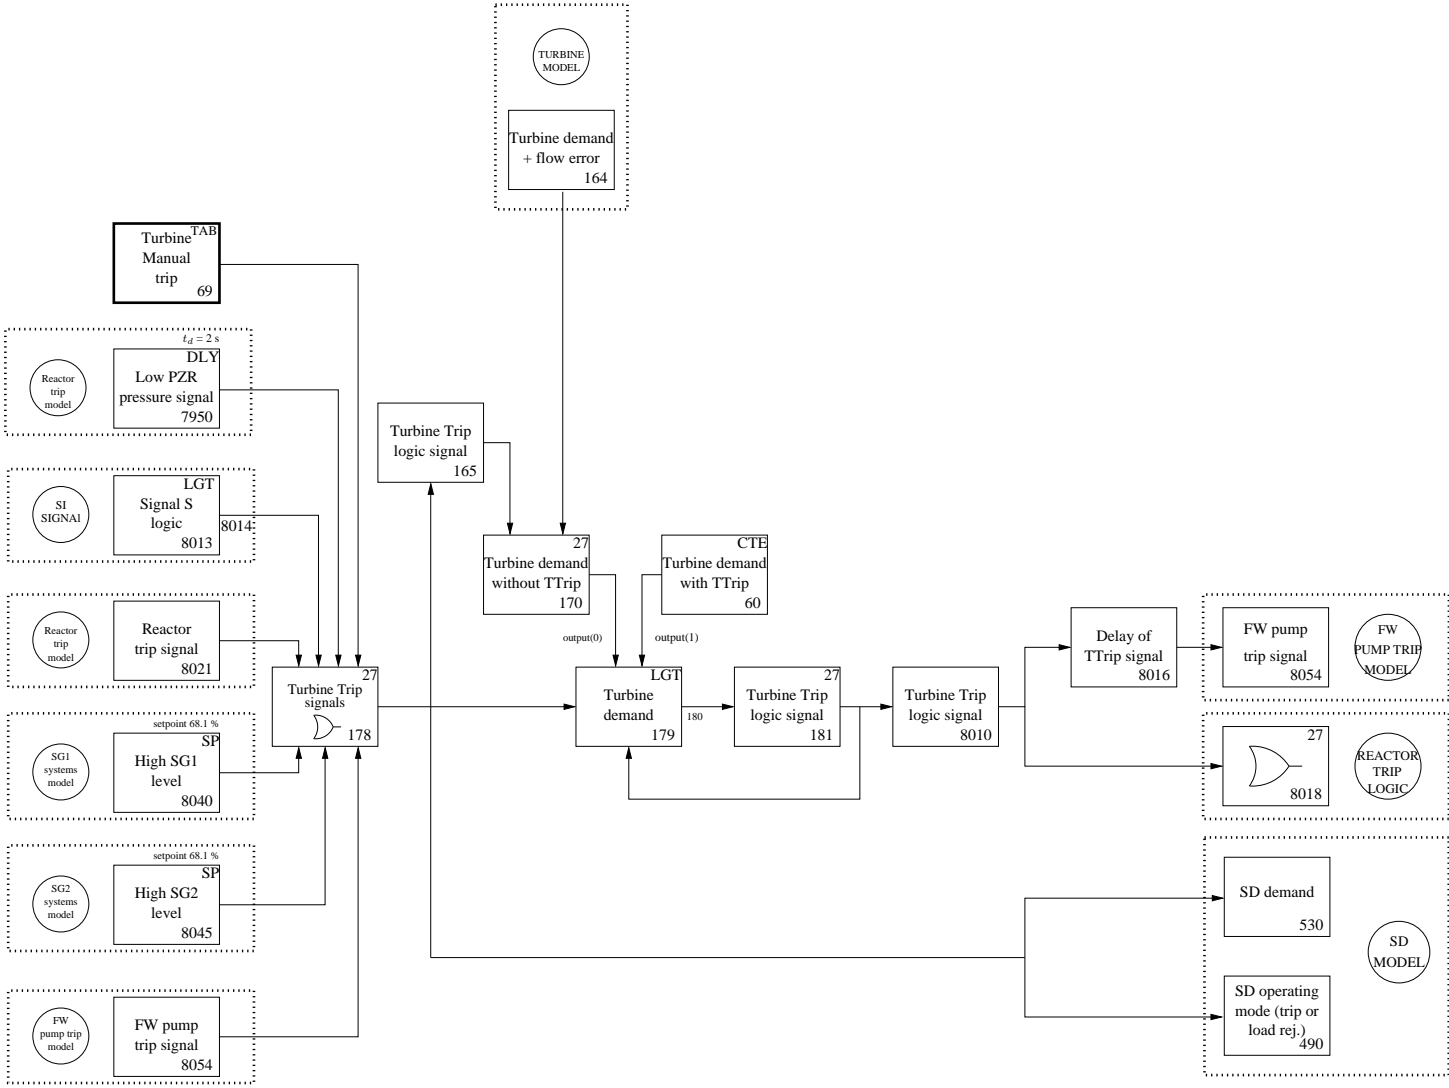 TURBINE
MODEL
Turbine demand
+ flow error
164
TAB
Turbine
Manual
trip
69
t_d = 2 s
DLY
Reactor
trip
model
Low PZR
pressure signal
7950
Turbine Trip
logic signal
165
LGT
SI
SIGNAl
Signal S
logic
8013
8014
27
Turbine demand
without TTrip
170
CTE
Turbine demand
with TTrip
60
output(0)
output(1)
Reactor
trip
model
Reactor
trip signal
8021
27
Turbine Trip
signals
178
LGT
Turbine
demand
179
180
27
Turbine Trip
logic signal
181
Turbine Trip
logic signal
8010
Delay of
TTrip signal
8016
FW pump
trip signal
8054
FW
PUMP TRIP
MODEL
27
8018
REACTOR
TRIP
LOGIC
setpoint 68.1 %
SP
SG1
systems
model
High SG1
level
8040
setpoint 68.1 %
SP
SG2
systems
model
High SG2
level
8045
SD demand
530
SD
MODEL
SD operating
mode (trip or
load rej.)
490
FW
pump trip
model
FW pump
trip signal
8054